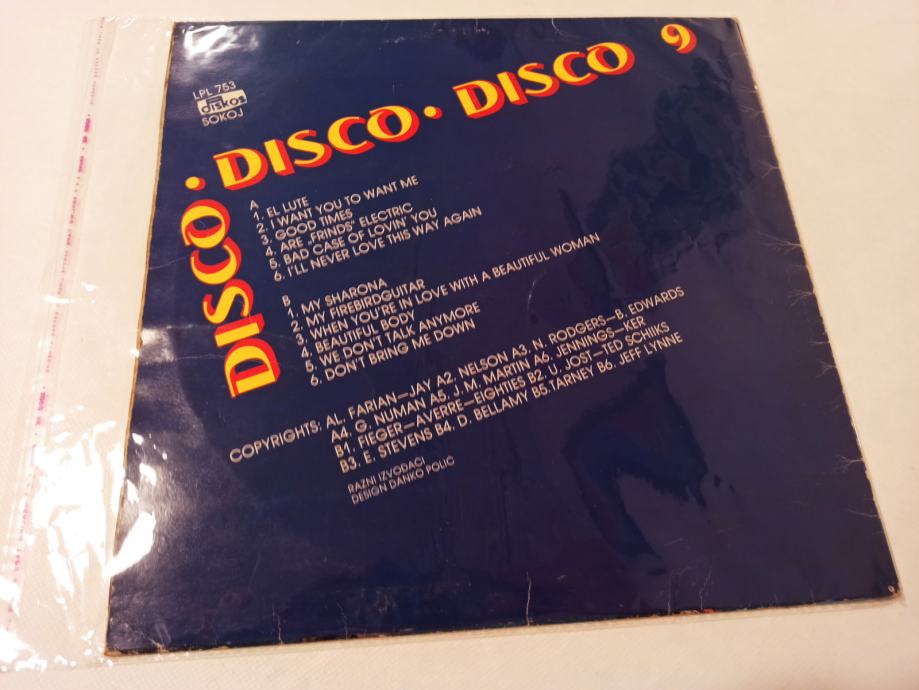 LPL 753
diskos
SOKOJ
DISCO • DISCO • DISCO 9
A
1. EL LUTE
2. I WANT YOU TO WANT ME
3. GOOD TIMES
4. ARE „FRINDS” ELECTRIC
5. BAD CASE OF LOVIN' YOU
6. I'LL NEVER LOVE THIS WAY AGAIN
B
1. MY SHARONA
2. MY FIREBIRDGUITAR
3. WHEN YOU'RE IN LOVE WITH A BEAUTIFUL WOMAN
4. BEAUTIFUL BODY
5. WE DON'T TALK ANYMORE
6. DON'T BRING ME DOWN
COPYRIGHTS: AL. FARIAN—JAY A2. NELSON A3. N. RODGERS—B. EDWARDS
A4. G. NUMAN A5. J. M. MARTIN A6. JENNINGS—KER
B1. FIEGER—AVERRE—EIGHTIES B2. U. JOST—TED SCHIIKS
B3. E. STEVENS B4. D. BELLAMY B5. TARNEY B6. JEFF LYNNE
RAZNI IZVOĐAČI
DESIGN DANKO POLIĆ